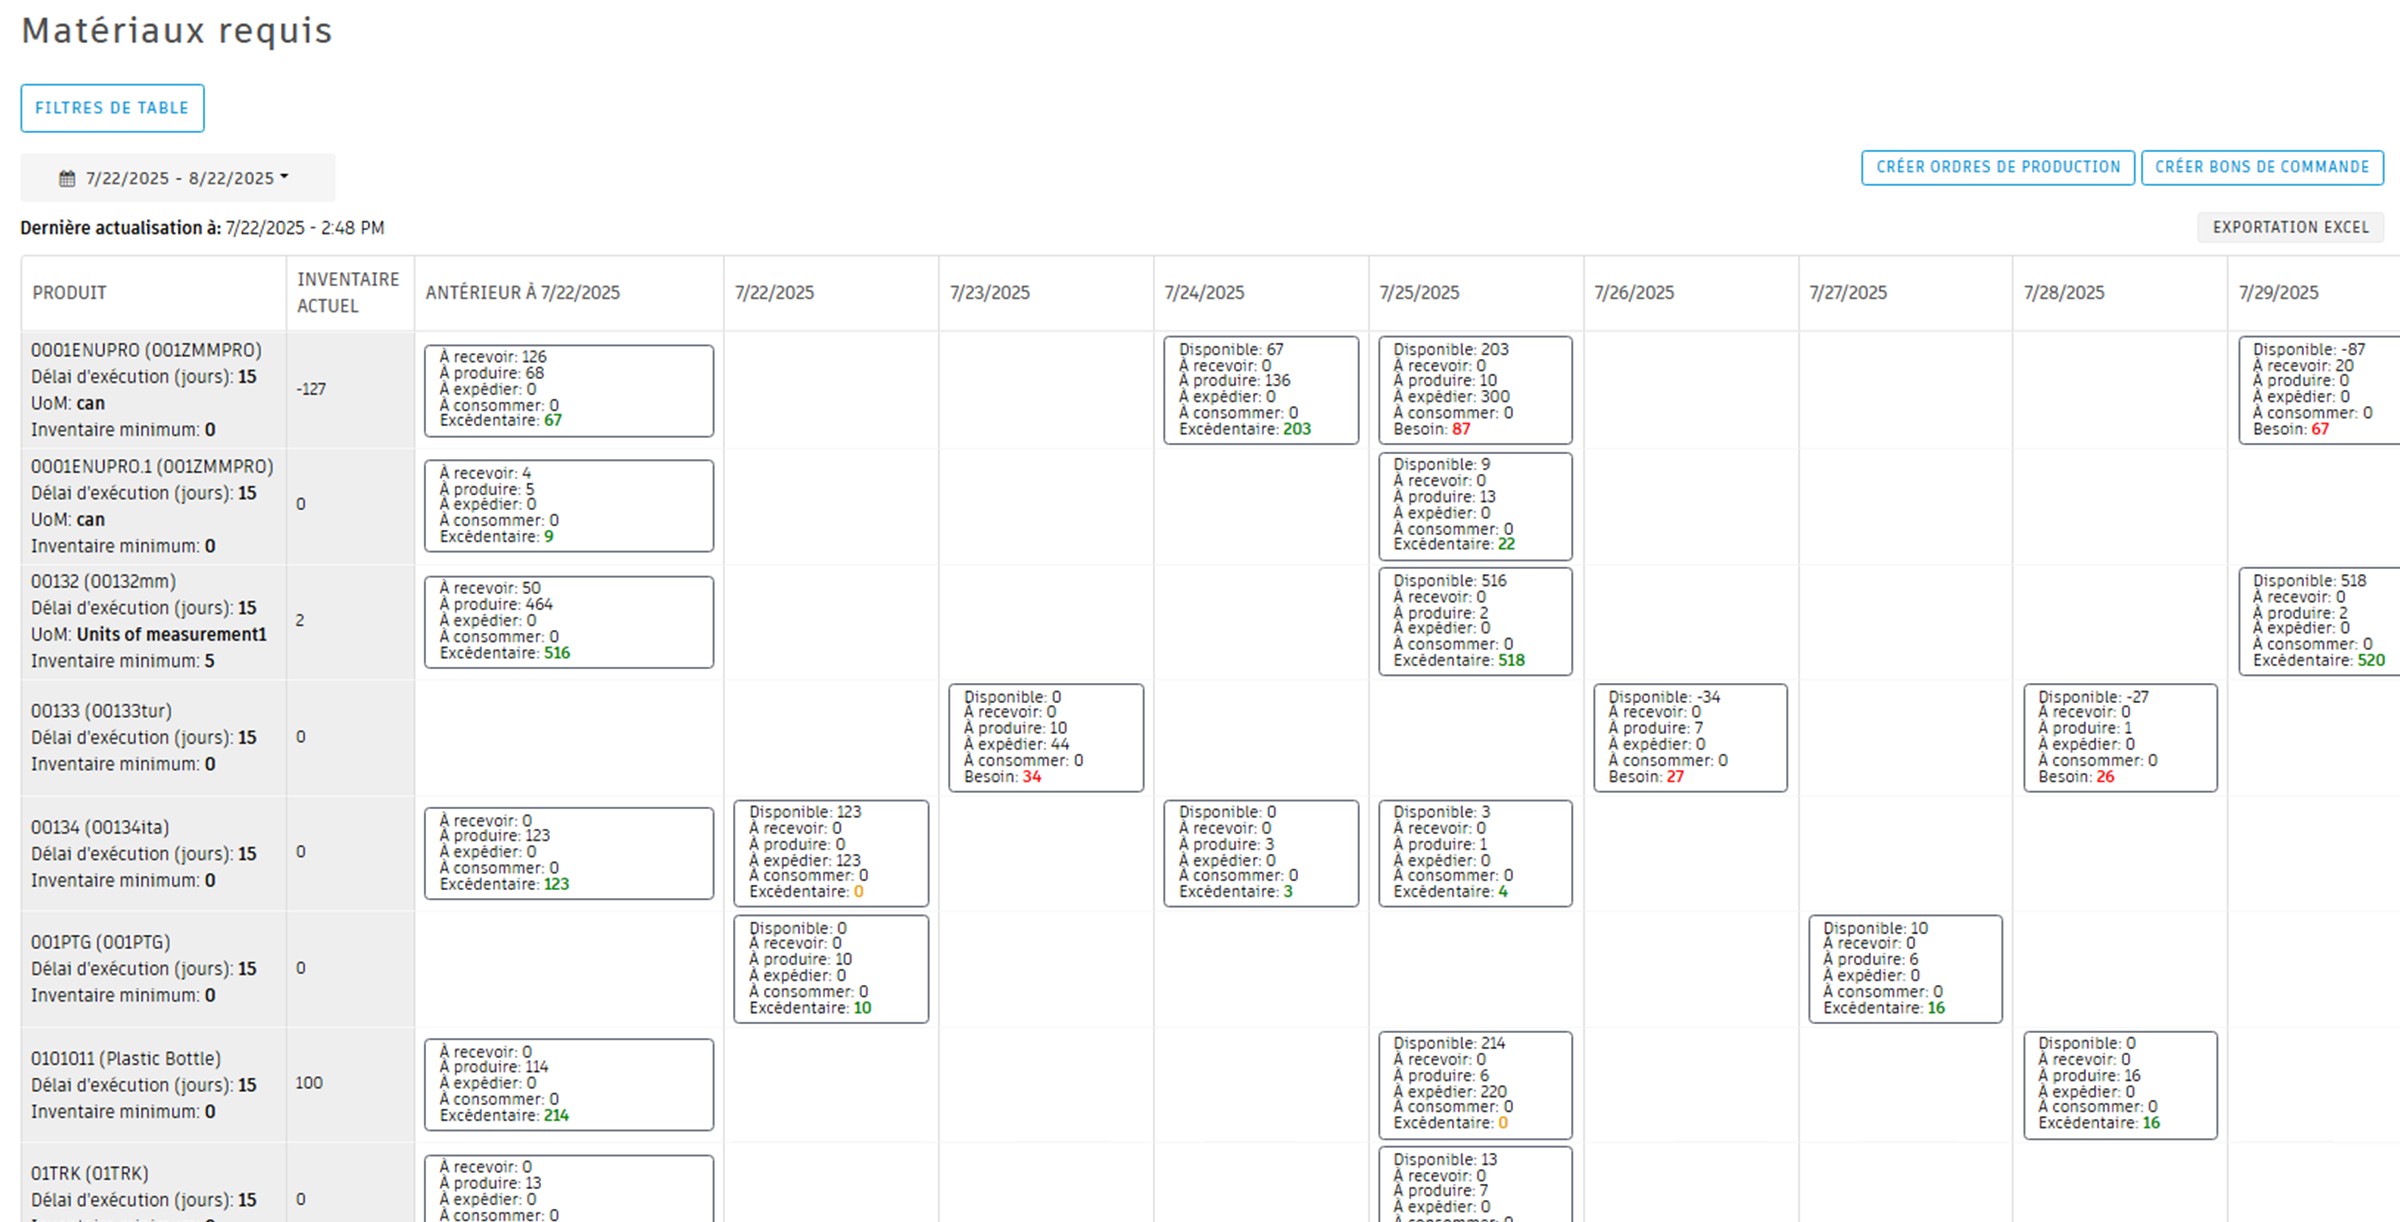 Matériaux requis
FILTRES DE TABLE
7/22/2025 - 8/22/2025
CRÉER ORDRES DE PRODUCTION
CRÉER BONS DE COMMANDE
Dernière actualisation à: 7/22/2025 - 2:48 PM
EXPORTATION EXCEL
PRODUIT
INVENTAIRE
ACTUEL
ANTÉRIEUR À 7/22/2025
7/22/2025
7/23/2025
7/24/2025
7/25/2025
7/26/2025
7/27/2025
7/28/2025
7/29/2025
0001ENUPRO (001ZMMPRO)
Délai d'exécution (jours): 15
UoM: can
Inventaire minimum: 0
-127
À recevoir: 126
À produire: 68
À expédier: 0
À consommer: 0
Excédentaire: 67
Disponible: 67
À recevoir: 0
À produire: 136
À expédier: 0
À consommer: 0
Excédentaire: 203
Disponible: 203
À recevoir: 0
À produire: 10
À expédier: 300
À consommer: 0
Besoin: 87
Disponible: -87
À recevoir: 20
À produire: 0
À expédier: 0
À consommer: 0
Besoin: 67
0001ENUPRO.1 (001ZMMPRO)
Délai d'exécution (jours): 15
UoM: can
Inventaire minimum: 0
0
À recevoir: 4
À produire: 5
À expédier: 0
À consommer: 0
Excédentaire: 9
Disponible: 9
À recevoir: 0
À produire: 13
À expédier: 0
À consommer: 0
Excédentaire: 22
00132 (00132mm)
Délai d'exécution (jours): 15
UoM: Units of measurement1
Inventaire minimum: 5
2
À recevoir: 50
À produire: 464
À expédier: 0
À consommer: 0
Excédentaire: 516
Disponible: 516
À recevoir: 0
À produire: 2
À expédier: 0
À consommer: 0
Excédentaire: 518
Disponible: 518
À recevoir: 0
À produire: 2
À expédier: 0
À consommer: 0
Excédentaire: 520
00133 (00133tur)
Délai d'exécution (jours): 15
Inventaire minimum: 0
0
Disponible: 0
À recevoir: 0
À produire: 10
À expédier: 44
À consommer: 0
Besoin: 34
Disponible: -34
À recevoir: 0
À produire: 7
À expédier: 0
À consommer: 0
Besoin: 27
Disponible: -27
À recevoir: 0
À produire: 1
À expédier: 0
À consommer: 0
Besoin: 26
00134 (00134ita)
Délai d'exécution (jours): 15
Inventaire minimum: 0
0
À recevoir: 0
À produire: 123
À expédier: 0
À consommer: 0
Excédentaire: 123
Disponible: 123
À recevoir: 0
À produire: 0
À expédier: 123
À consommer: 0
Excédentaire: 0
Disponible: 0
À recevoir: 0
À produire: 3
À expédier: 0
À consommer: 0
Excédentaire: 3
Disponible: 3
À recevoir: 0
À produire: 1
À expédier: 0
À consommer: 0
Excédentaire: 4
001PTG (001PTG)
Délai d'exécution (jours): 15
Inventaire minimum: 0
0
Disponible: 0
À recevoir: 0
À produire: 10
À expédier: 0
À consommer: 0
Excédentaire: 10
Disponible: 10
À recevoir: 0
À produire: 6
À expédier: 0
À consommer: 0
Excédentaire: 16
0101011 (Plastic Bottle)
Délai d'exécution (jours): 15
Inventaire minimum: 0
100
À recevoir: 0
À produire: 114
À expédier: 0
À consommer: 0
Excédentaire: 214
Disponible: 214
À recevoir: 0
À produire: 6
À expédier: 220
À consommer: 0
Excédentaire: 0
Disponible: 0
À recevoir: 0
À produire: 16
À expédier: 0
À consommer: 0
Excédentaire: 16
01TRK (01TRK)
Délai d'exécution (jours): 15
0
À recevoir: 0
À produire: 13
À expédier: 0
À consommer: 0
Disponible: 13
À recevoir: 0
À produire: 7
À expédier: 0